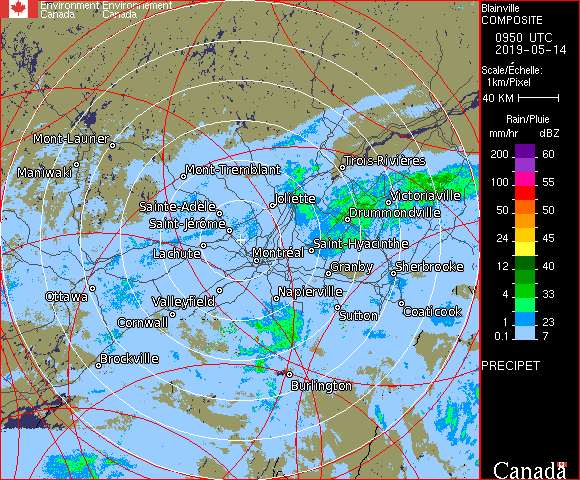 Environment Environnement
Canada Canada
Blainville
COMPOSITE
0950 UTC
2019-05-14
Scale/Échelle:
1km/Pixel
40 KM
Rain/Pluie
mm/hr dBZ
200 60
100 55
50 50
24 45
12 40
4 33
1 23
0.1 7
PRECIPET
Mont-Laurier
Maniwaki
Mont-Tremblant
Trois-Rivières
Sainte-Adele
Joliette
Victoriaville
Saint-Jérôme
Drummondville
Lachute
Montréal
Saint-Hyacinthe
Granby
Sherbrooke
Ottawa
Valleyfield
Napierville
Cornwall
Sutton
Coaticook
Brockville
Burlington
Canada